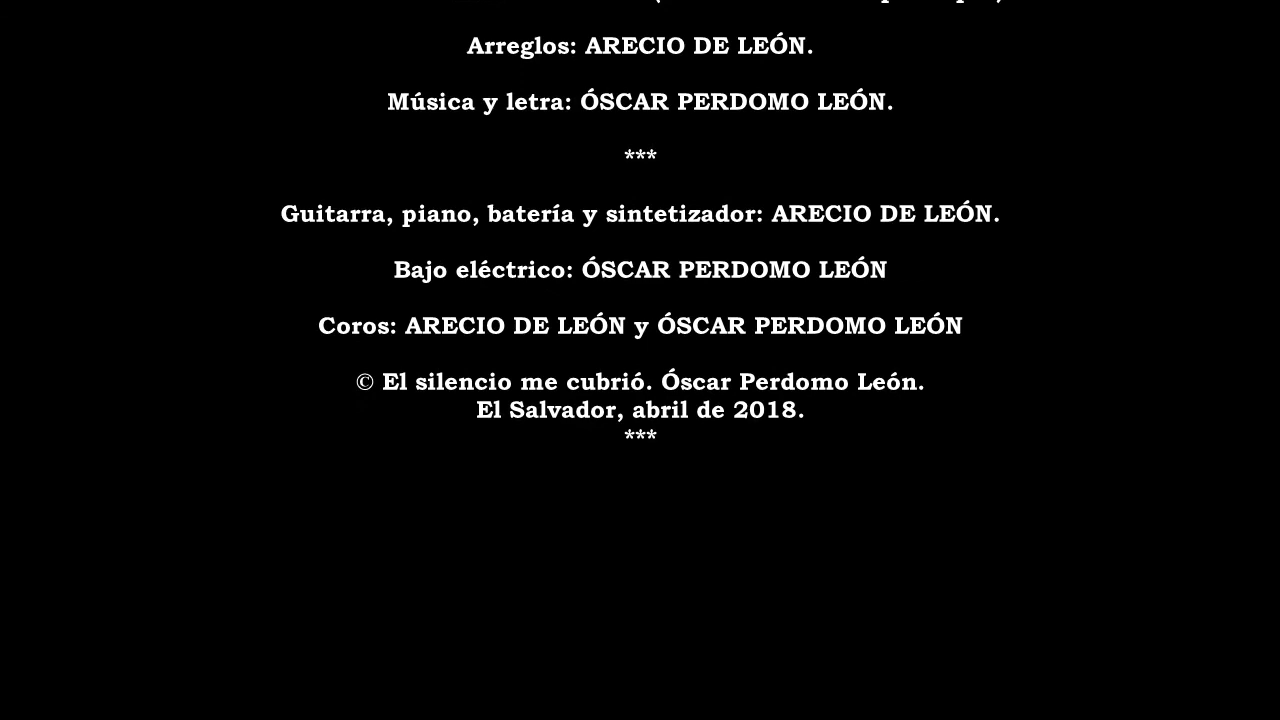 Arreglos: ARECIO DE LEÓN.
Música y letra: ÓSCAR PERDOMO LEÓN.
***
Guitarra, piano, batería y sintetizador: ARECIO DE LEÓN.
Bajo eléctrico: ÓSCAR PERDOMO LEÓN
Coros: ARECIO DE LEÓN y ÓSCAR PERDOMO LEÓN
© El silencio me cubrió. Óscar Perdomo León.
El Salvador, abril de 2018.
***